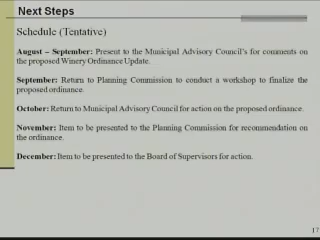 Next Steps
Schedule (Tentative)
August – September: Present to the Municipal Advisory Council's for comments on
the proposed Winery Ordinance Update.
September: Return to Planning Commission to conduct a workshop to finalize the
proposed ordinance.
October: Return to Municipal Advisory Council for action on the proposed ordinance.
November: Item to be presented to the Planning Commission for recommendation on
the ordinance.
December: Item to be presented to the Board of Supervisors for action.
17